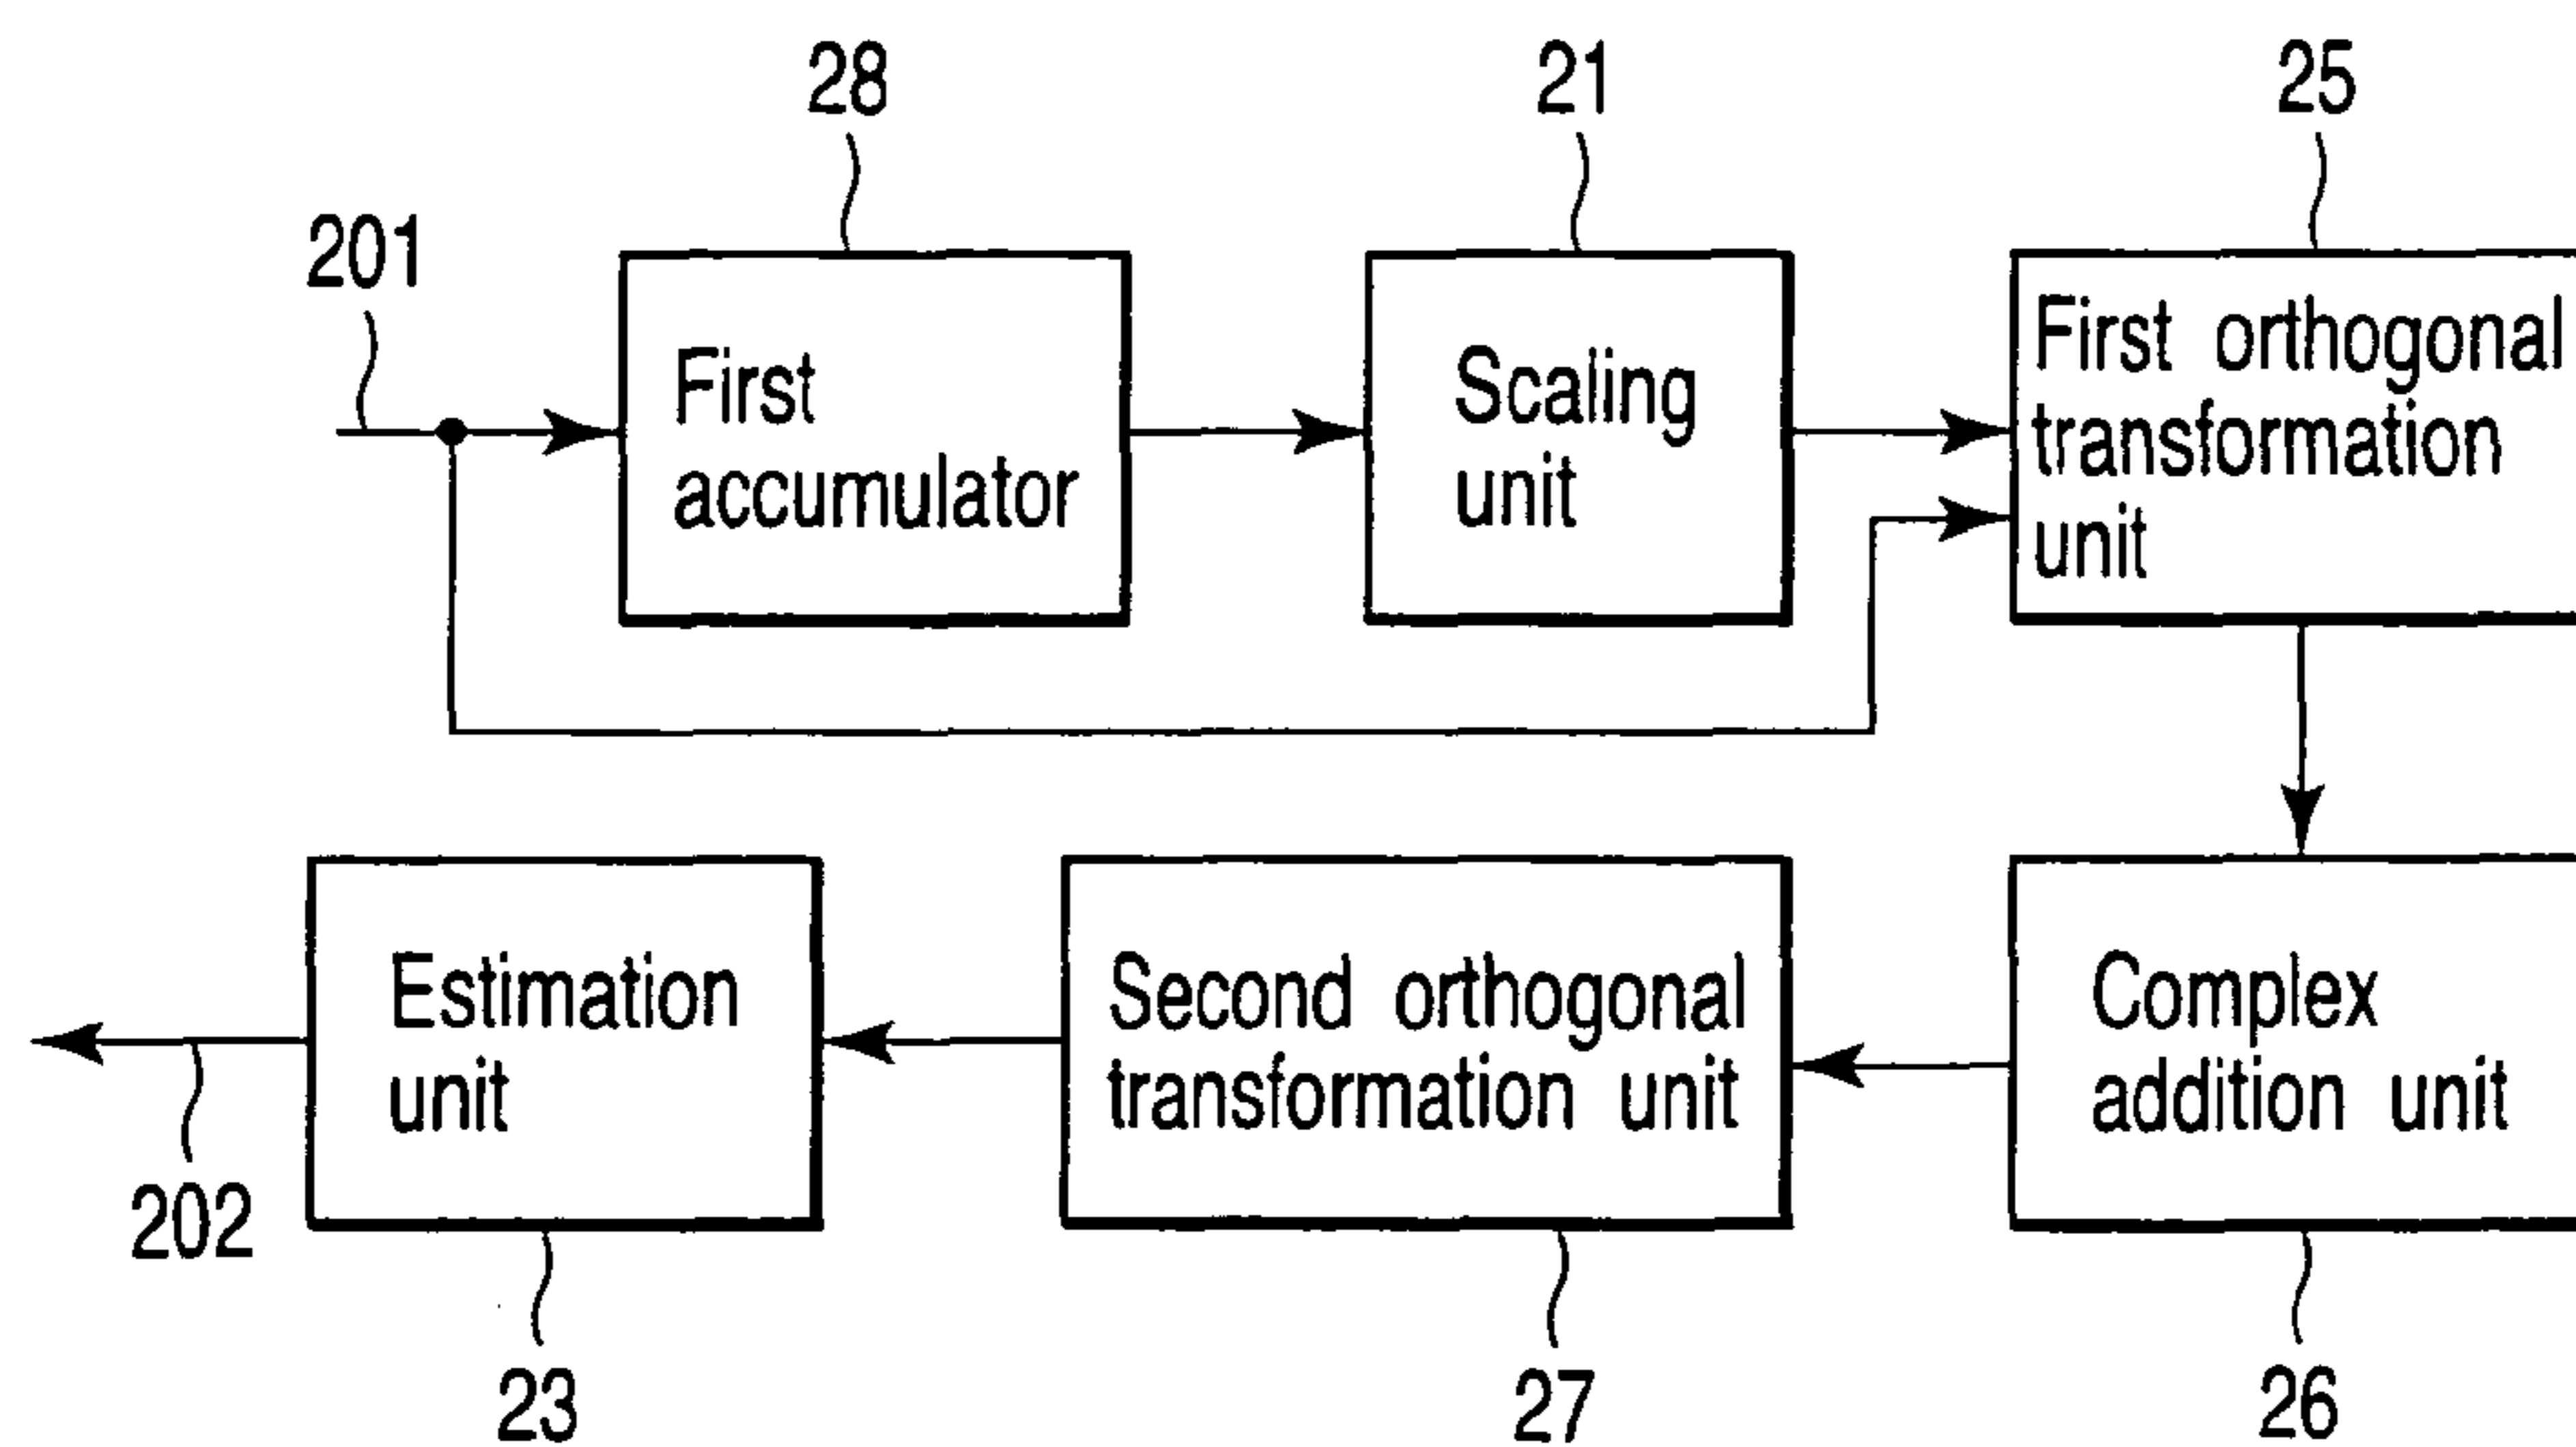 28
21
25
201
First
accumulator
Scaling
unit
First orthogonal
transformation
unit
Estimation
unit
Second orthogonal
transformation unit
Complex
addition unit
202
23
27
26